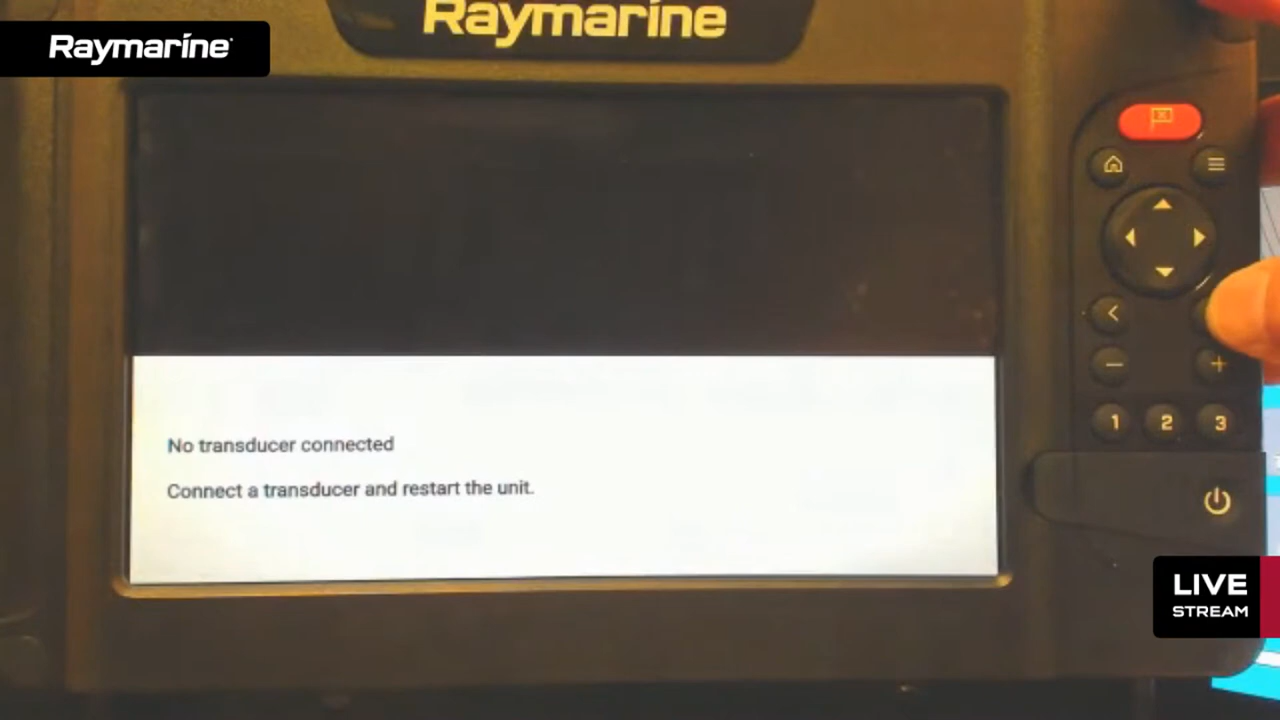 Raymarine
Raymarine
No transducer connected
Connect a transducer and restart the unit.
1 2 3
LIVE
STREAM